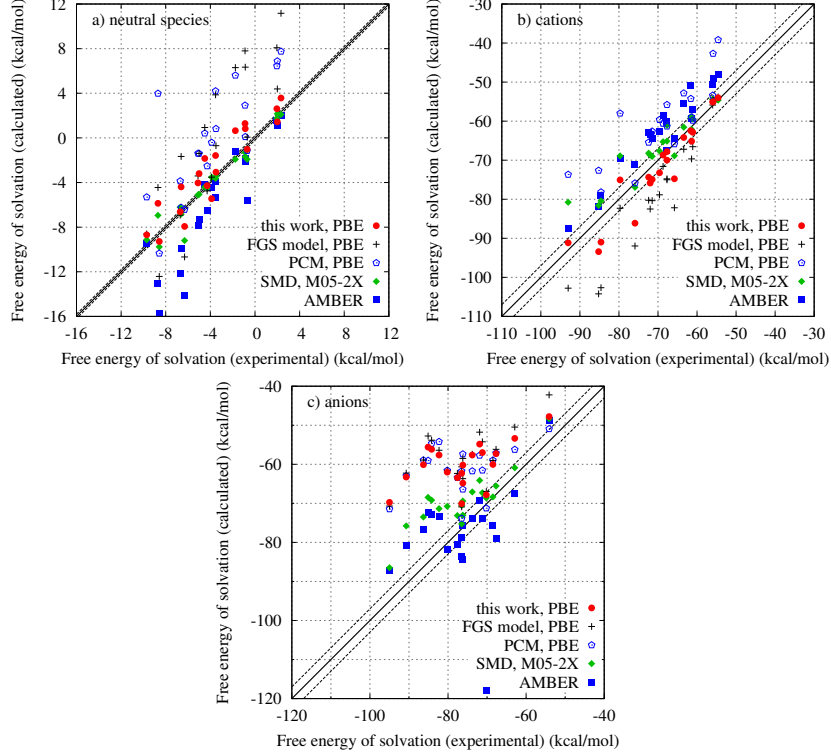 a) neutral species
Free energy of solvation (calculated) (kcal/mol)
12
8
4
0
-4
-8
-12
-16
this work, PBE
FGS model, PBE
PCM, PBE
SMD, M05-2X
AMBER
-16 -12 -8 -4 0 4 8 12
Free energy of solvation (experimental) (kcal/mol)
b) cations
Free energy of solvation (calculated) (kcal/mol)
-30
-40
-50
-60
-70
-80
-90
-100
-110
this work, PBE
FGS model, PBE
PCM, PBE
SMD, M05-2X
AMBER
-110 -100 -90 -80 -70 -60 -50 -40 -30
Free energy of solvation (experimental) (kcal/mol)
c) anions
Free energy of solvation (calculated) (kcal/mol)
-40
-60
-80
-100
-120
this work, PBE
FGS model, PBE
PCM, PBE
SMD, M05-2X
AMBER
-120 -100 -80 -60 -40
Free energy of solvation (experimental) (kcal/mol)